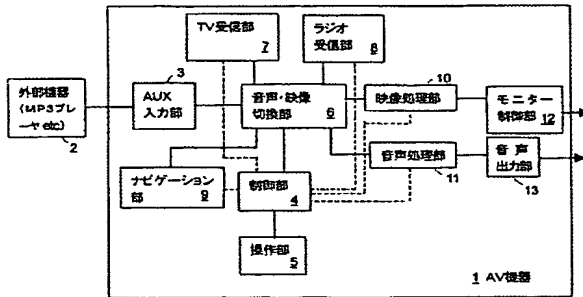 TV受信部
7
ラジオ
受信部
8
外部機器
(MP3プレ
ーヤetc)
2
3
AUX
入力部
音声・映像
切換部
6
10
映像処理部
モニター
制御部
12
音声処理部
11
音声
出力部
13
ナビゲーション
部
9
制御部
4
操作部
5
1 AV機器